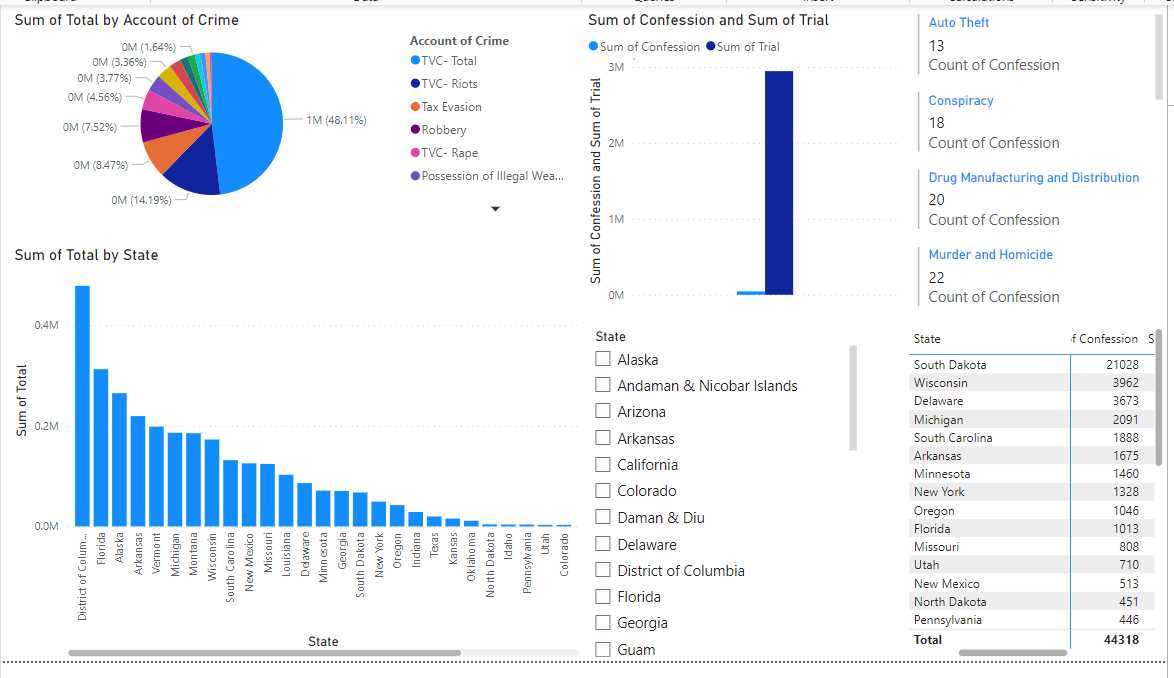 Sum of Total by Account of Crime
0M (1.64%)
0M (3.36%)
0M (3.77%)
0M (4.56%)
0M (7.52%)
0M (8.47%)
0M (14.19%)
1M (48.11%)
Account of Crime
TVC- Total
TVC- Riots
Tax Evasion
Robbery
TVC- Rape
Possession of Illegal Wea...
Sum of Confession and Sum of Trial
Sum of Confession
Sum of Trial
Sum of Confession and Sum of Trial
3M
2M
1M
0M
Auto Theft
13
Count of Confession
Conspiracy
18
Count of Confession
Drug Manufacturing and Distribution
20
Count of Confession
Murder and Homicide
22
Count of Confession
Sum of Total by State
Sum of Total
0.4M
0.2M
0.0M
District of Colum...
Florida
Alaska
Arkansas
Vermont
Michigan
Montana
Wisconsin
South Carolina
New Mexico
Missouri
Louisiana
Delaware
Minnesota
Georgia
South Dakota
New York
Oregon
Indiana
Texas
Kansas
Oklahoma
North Dakota
Idaho
Pennsylvania
Utah
Colorado
State
State
Alaska
Andaman & Nicobar Islands
Arizona
Arkansas
California
Colorado
Daman & Diu
Delaware
District of Columbia
Florida
Georgia
Guam
State of Confession S
South Dakota 21028
Wisconsin 3962
Delaware 3673
Michigan 2091
South Carolina 1888
Arkansas 1675
Minnesota 1460
New York 1328
Oregon 1046
Florida 1013
Missouri 808
Utah 710
New Mexico 513
North Dakota 451
Pennsylvania 446
Total 44318